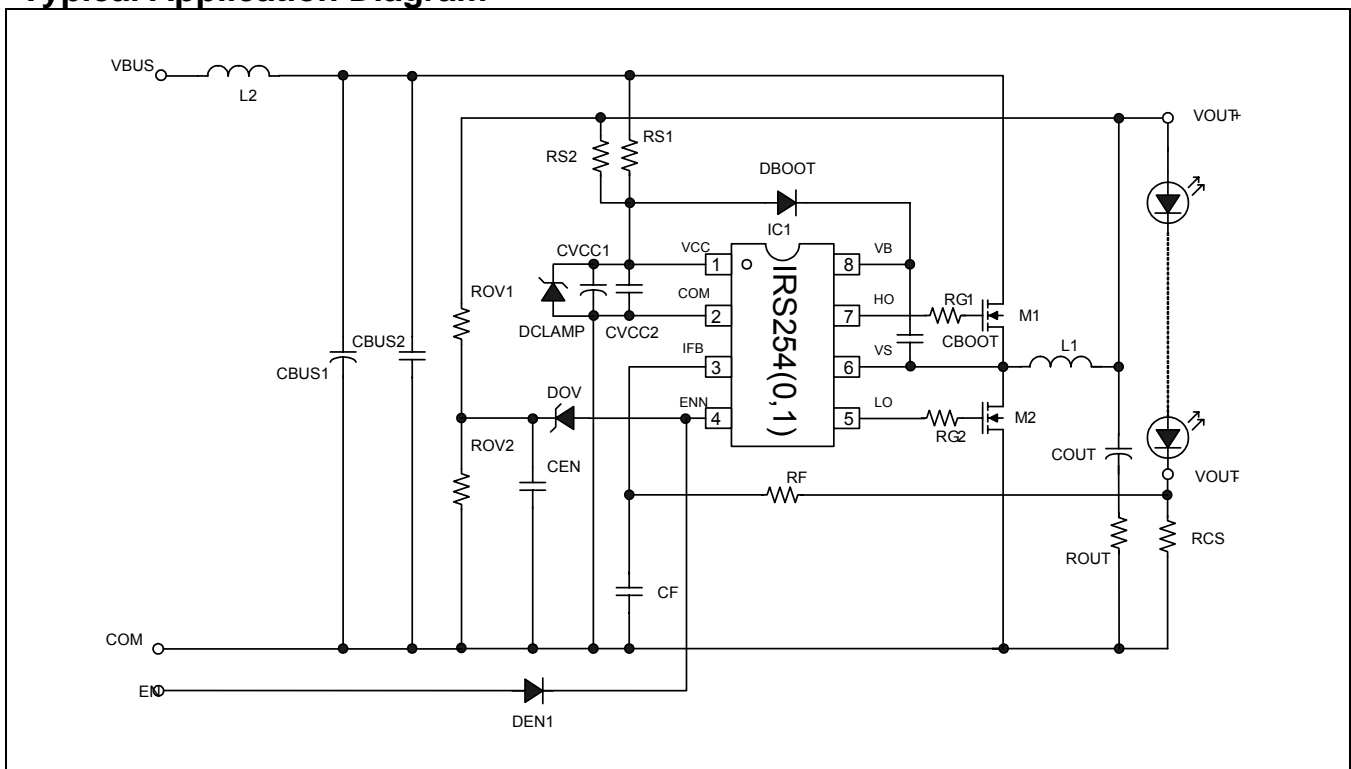 Typical Application Diagram
VBUS
L2
VOUT+
RS1
RS2
DBOOT
IC1
CVCC1
VCC
1
8
VB
ROV1
COM
2
7
HO
RG1
M1
DCLAMP
CVCC2
IRS254(0,1)
CBOOT
L1
CBUS2
IFB
3
6
VS
CBUS1
DOV
ENN
4
5
LO
M2
ROV2
RG2
CEN
COUT
VOUT-
RF
RCS
ROUT
CF
COM
EN
DEN1